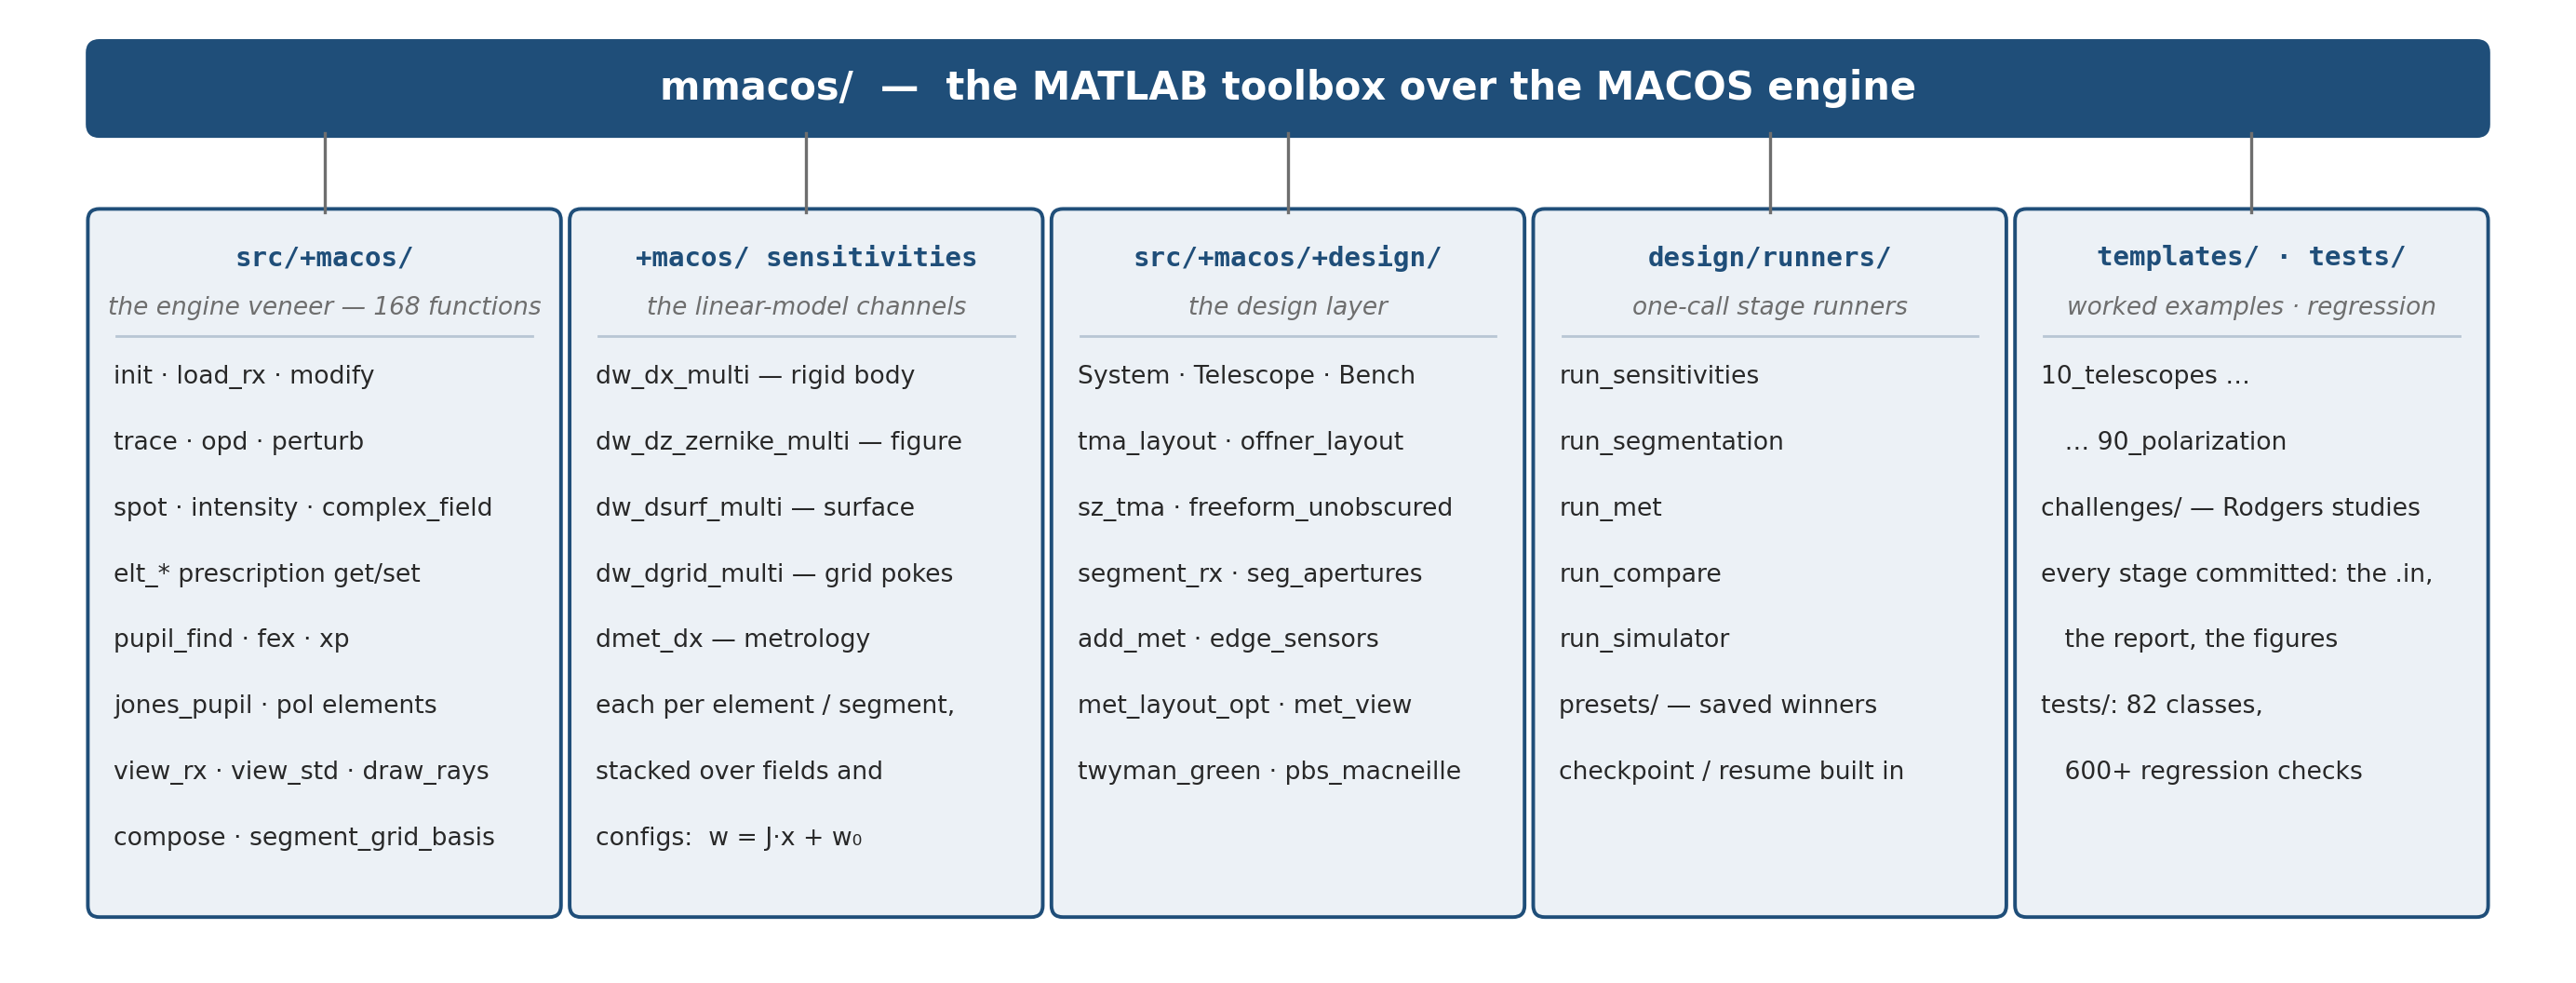 mmacos/ — the MATLAB toolbox over the MACOS engine
src/+macos/
the engine veneer — 168 functions
init · load_rx · modify
trace · opd · perturb
spot · intensity · complex_field
elt_* prescription get/set
pupil_find · fex · xp
jones_pupil · pol elements
view_rx · view_std · draw_rays
compose · segment_grid_basis
+macos/ sensitivities
the linear-model channels
dw_dx_multi — rigid body
dw_dz_zernike_multi — figure
dw_dsurf_multi — surface
dw_dgrid_multi — grid pokes
dmet_dx — metrology
each per element / segment,
stacked over fields and
configs:  w = J·x + w₀
src/+macos/+design/
the design layer
System · Telescope · Bench
tma_layout · offner_layout
sz_tma · freeform_unobscured
segment_rx · seg_apertures
add_met · edge_sensors
met_layout_opt · met_view
twyman_green · pbs_macneille
design/runners/
one-call stage runners
run_sensitivities
run_segmentation
run_met
run_compare
run_simulator
presets/ — saved winners
checkpoint / resume built in
templates/ · tests/
worked examples · regression
10_telescopes …
… 90_polarization
challenges/ — Rodgers studies
every stage committed: the .in,
the report, the figures
tests/: 82 classes,
600+ regression checks